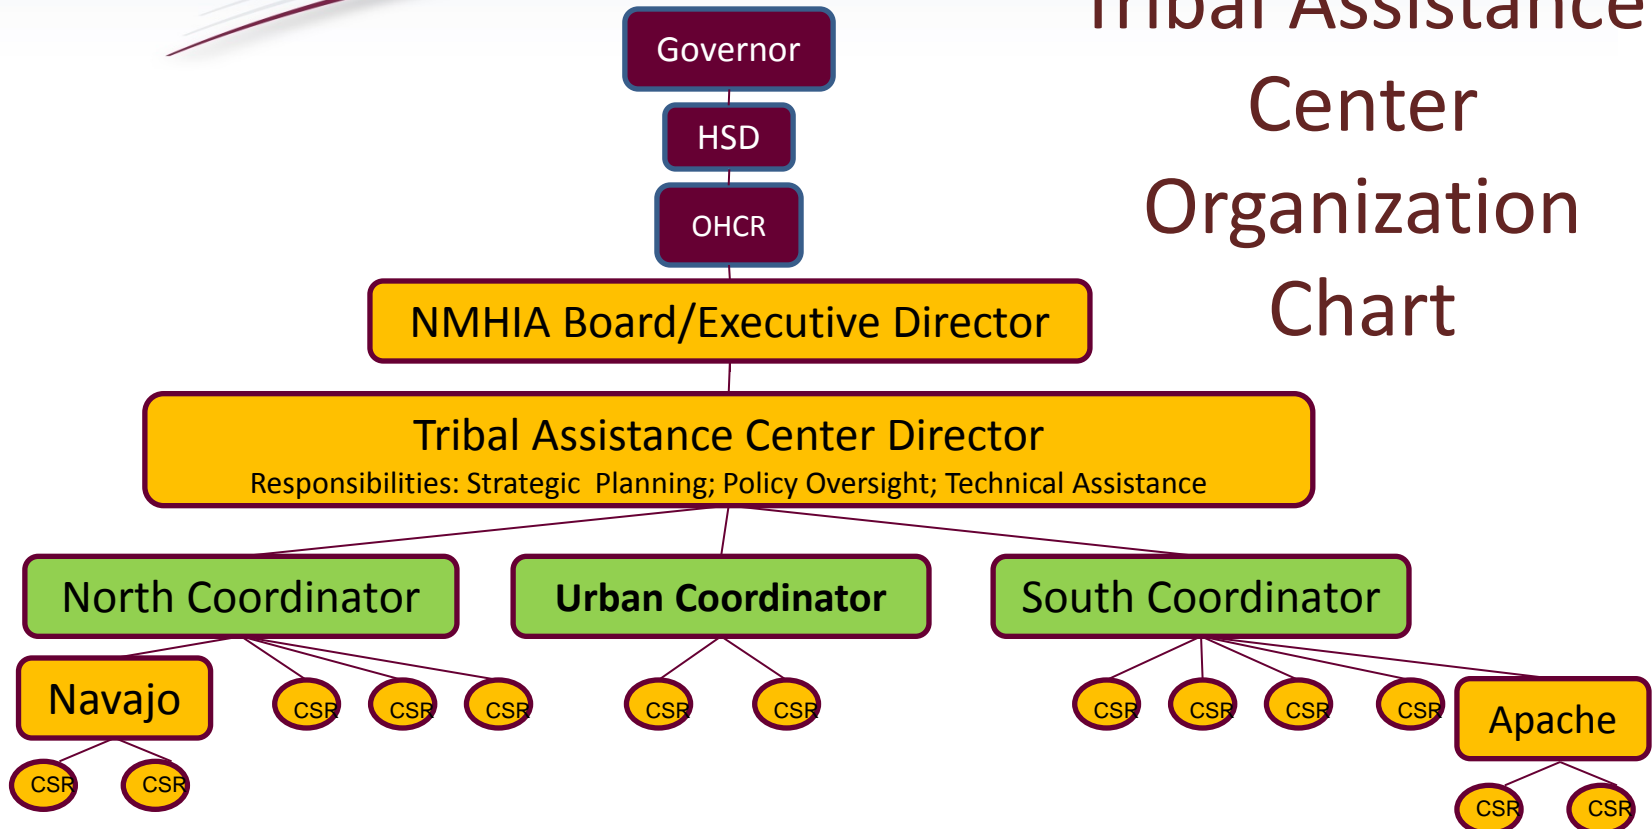 Tribal Assistance
Center
Organization
Chart
Governor
HSD
OHCR
NMHIA Board/Executive Director
Tribal Assistance Center Director
Responsibilities: Strategic Planning; Policy Oversight; Technical Assistance
North Coordinator
Urban Coordinator
South Coordinator
Navajo
CSR
CSR
CSR
CSR
CSR
CSR
CSR
CSR
CSR
Apache
CSR
CSR
CSR
CSR